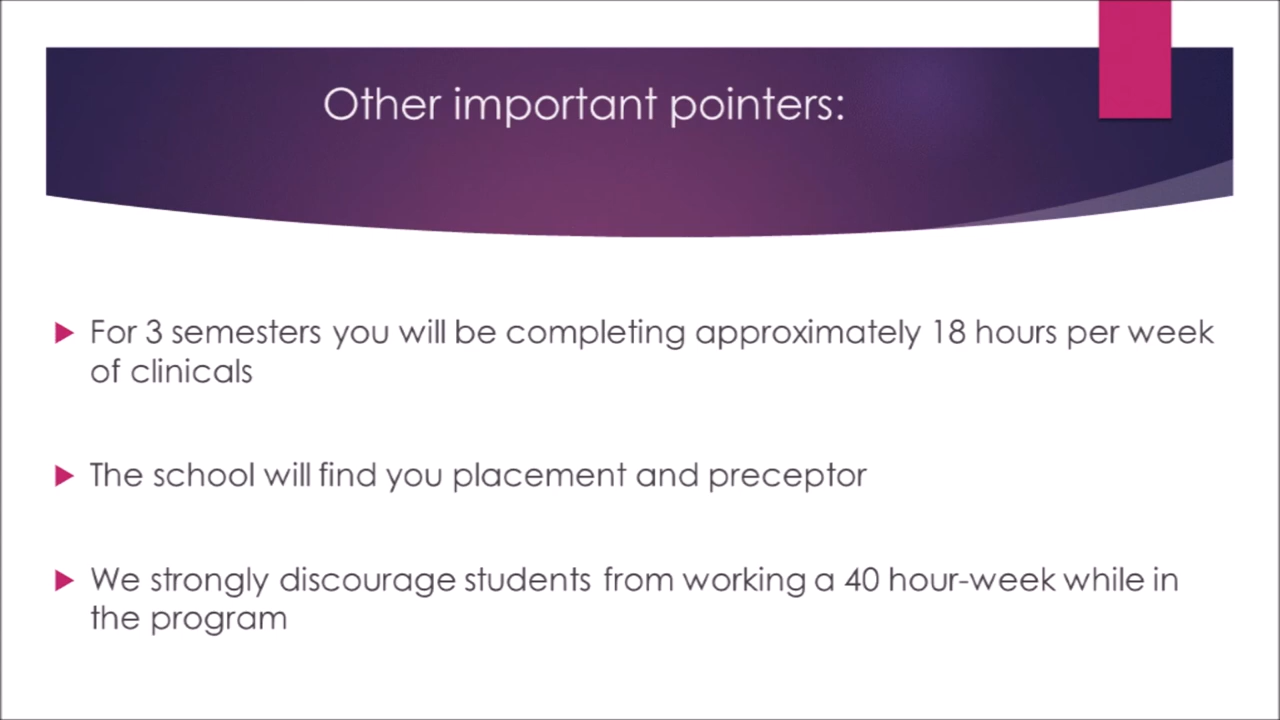 Other important pointers:
For 3 semesters you will be completing approximately 18 hours per week
of clinicals
The school will find you placement and preceptor
We strongly discourage students from working a 40 hour-week while in
the program